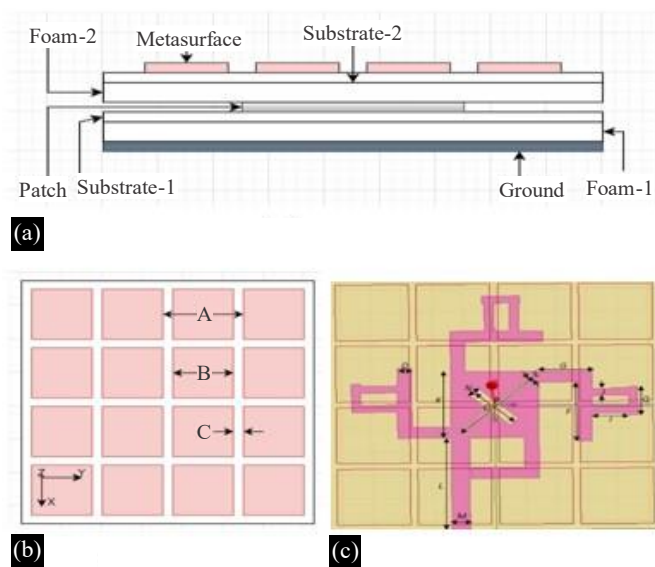 Foam-2
Metasurface
Substrate-2
Patch
Substrate-1
Ground
Foam-1
(a)
A
B
C
Z
Y
X
(b)
G
K
F
Q
J
L
M
(c)